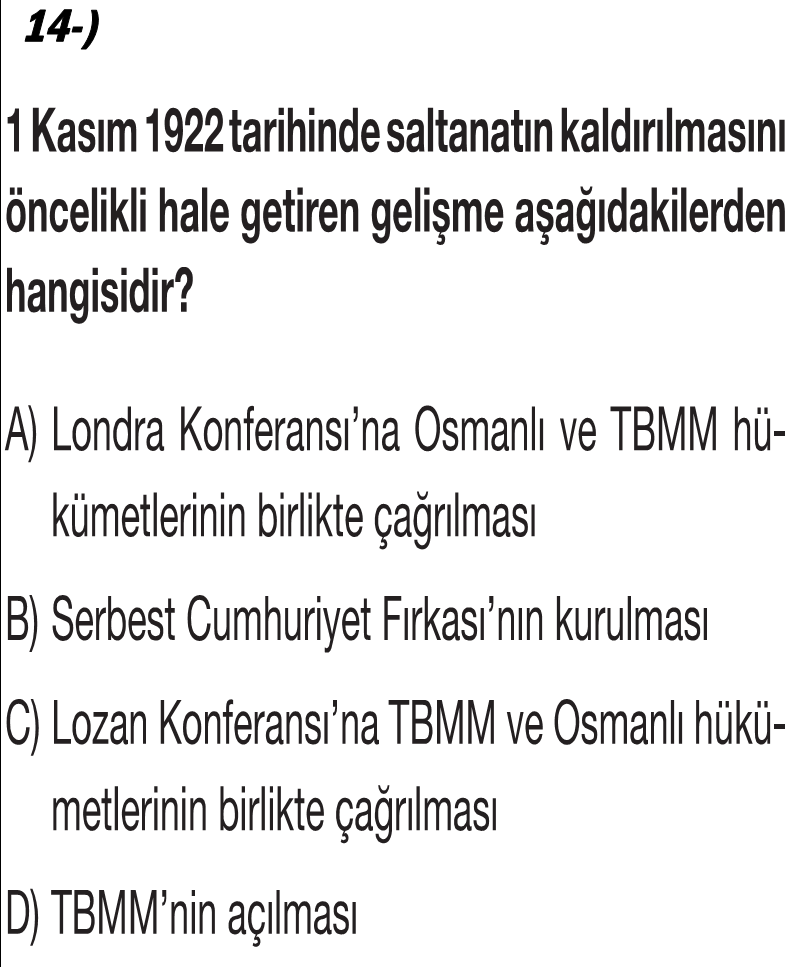 14-)
1 Kasım 1922 tarihinde saltanatın kaldırılmasını
öncelikli hale getiren gelişme aşağıdakilerden
hangisidir?
A) Londra Konferansı’na Osmanlı ve TBMM hü-
kümetlerinin birlikte çağrılması
B) Serbest Cumhuriyet Fırkası’nın kurulması
C) Lozan Konferansı’na TBMM ve Osmanlı hükü-
metlerinin birlikte çağrılması
D) TBMM’nin açılması